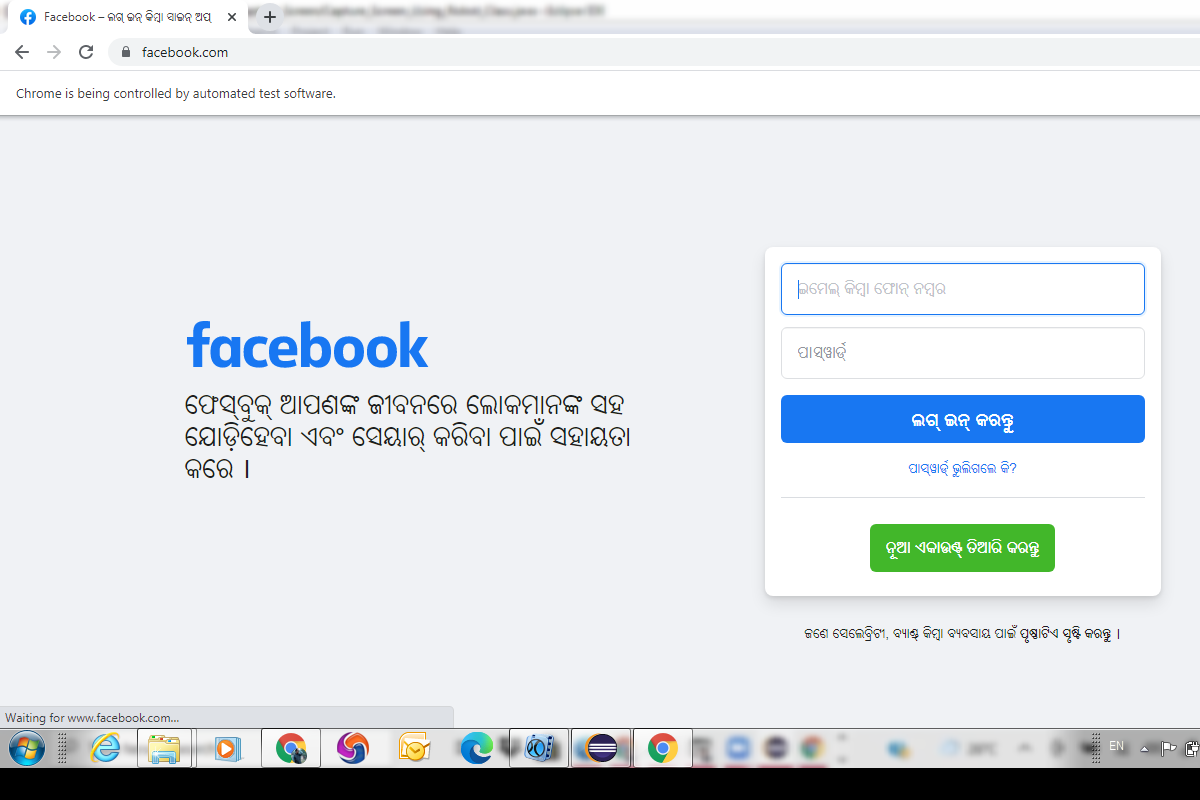 Facebook – ଲଗ୍ ଇନ୍ କିମ୍ବା ସାଇନ୍ ଅପ୍
facebook.com
Chrome is being controlled by automated test software.
facebook
ଫେସ୍‌ବୁକ୍ ଆପଣଙ୍କ ଜୀବନରେ ଲୋକମାନଙ୍କ ସହ
ଯୋଡ଼ିହେବା ଏବଂ ସେୟାର୍ କରିବା ପାଇଁ ସହାୟତା
କରେ ।
ଇମେଲ୍ କିମ୍ବା ଫୋନ୍ ନମ୍ବର
ପାସ୍‌ୱାର୍ଡ଼୍
ଲଗ୍ ଇନ୍ କରନ୍ତୁ
ପାସ୍‌ୱାର୍ଡ୍ ଭୁଲିଗଲେ କି?
ନୂଆ ଏକାଉଣ୍ଟ୍ ତିଆରି କରନ୍ତୁ
ଜଣେ ସେଲେବ୍ରିଟୀ, ବ୍ୟାଣ୍ଡ୍ କିମ୍ବା ବ୍ୟବସାୟ ପାଇଁ ପୃଷ୍ଠାଟିଏ ସୃଷ୍ଟି କରନ୍ତୁ ।
Waiting for www.facebook.com...
EN